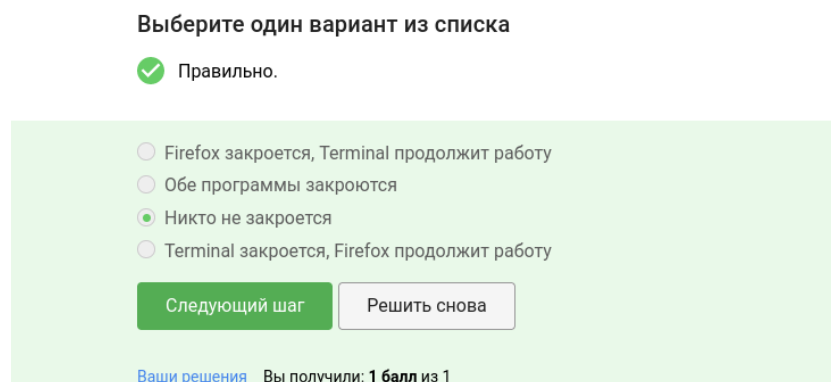 Выберите один вариант из списка
Правильно.
Firefox закроется, Terminal продолжит работу
Обе программы закроются
Никто не закроется
Terminal закроется, Firefox продолжит работу
Следующий шаг Решить снова
Ваши решения Вы получили: 1 балл из 1